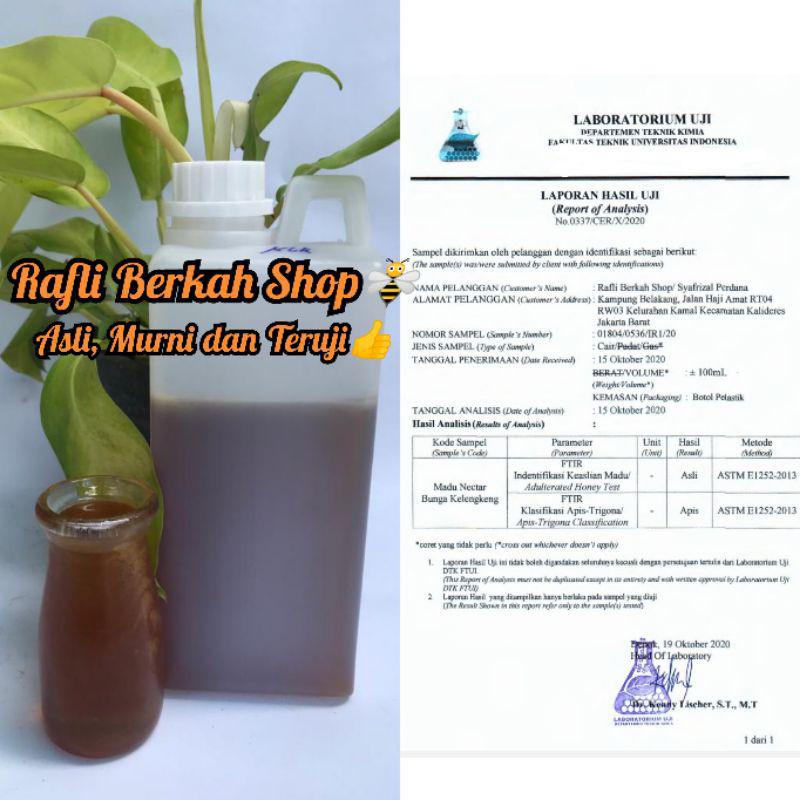 Rafli Berkah Shop
Asli, Murni dan Teruji
LABORATORIUM UJI
DEPARTEMEN TEKNIK KIMIA
FAKULTAS TEKNIK UNIVERSITAS INDONESIA
LAPORAN HASIL UJI
(Report of Analysis)
No.0337/CER/X/2020
Sampel dikirimkan oleh pelanggan dengan identifikasi sebagai berikut:
(The sample(s) was/were submitted by client with following identifications)
NAMA PELANGGAN (Customer's Name) : Rafli Berkah Shop/ Syafrizal Perdana
ALAMAT PELANGGAN (Customer's Address) : Kampung Belakang, Jalan Haji Amat RT04
RW03 Kelurahan Kamal Kecamatan Kalideres
Jakarta Barat
NOMOR SAMPEL (Sample's Number) : 01804/0536/IR1/20
JENIS SAMPEL (Type of Sample) : Cair/Padat/Gas*
TANGGAL PENERIMAAN (Date Received) : 15 Oktober 2020
BERAT/VOLUME* : ± 100mL
(Weight/Volume*)
KEMASAN (Packaging) : Botol Pelastik
TANGGAL ANALISIS (Date of Analysis) : 15 Oktober 2020
Hasil Analisis (Results of Analysis) :
Kode Sampel Parameter Unit Hasil Metode
(Sample's Code) (Parameter) (Unit) (Result) (Method)
FTIR
Indentifikasi Keaslian Madu/ - Asli ASTM E1252-2013
Adulterated Honey Test
Madu Nectar
Bunga Kelengkeng
FTIR
Klasifikasi Apis-Trigona/ - Apis ASTM E1252-2013
Apis-Trigona Classification
*coret yang tidak perlu (*cross out whichever doesn't apply)
1. Laporan Hasil Uji ini tidak boleh digandakan seluruhnya kecuali dengan persetujuan tertulis dari Laboratorium Uji
DTK FTUI.
(This Report of Analysis must not be duplicated except in its entirety and with written approval by Laboratorium Uji
DTK FTUI)
2. Laporan Hasil yang ditampilkan hanya berlaku pada sampel yang diuji
(The Result Shown in this report refer only to the sample(s) tested)
Depok, 19 Oktober 2020
Head Of Laboratory
Dr. Kenny Lischer, S.T., M.T
LABORATORIUM UJI
DEPARTEMEN TEKNIK KIMIA
1 dari 1